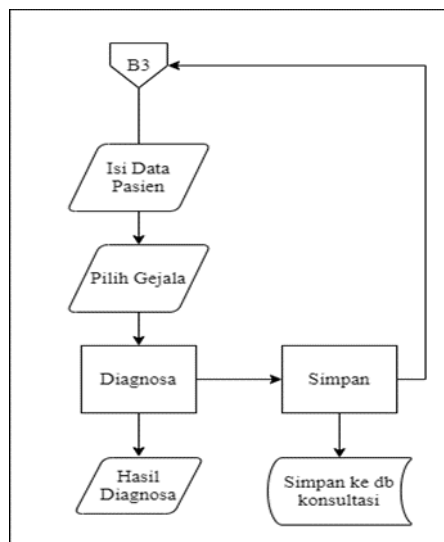 B3
Isi Data
Pasien
Pilih Gejala
Diagnosa
Simpan
Hasil
Diagnosa
Simpan ke db
konsultasi